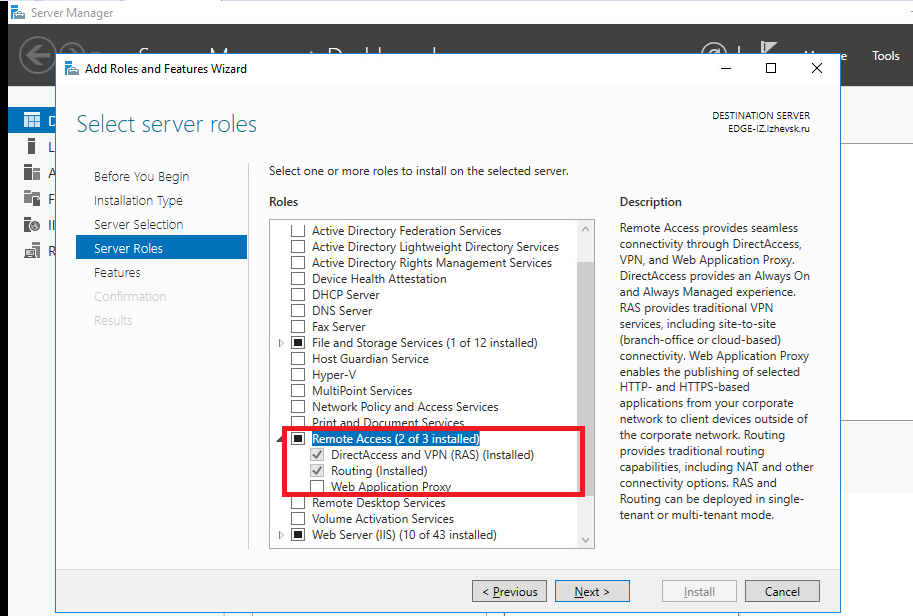 Server Manager
Tools
Add Roles and Features Wizard
Select server roles
DESTINATION SERVER
EDGE-IZ.Izhevsk.ru
Before You Begin
Installation Type
Server Selection
Server Roles
Features
Confirmation
Results
Select one or more roles to install on the selected server.
Roles
Active Directory Federation Services
Active Directory Lightweight Directory Services
Active Directory Rights Management Services
Device Health Attestation
DHCP Server
DNS Server
Fax Server
File and Storage Services (1 of 12 installed)
Host Guardian Service
Hyper-V
MultiPoint Services
Network Policy and Access Services
Print and Document Services
Remote Access (2 of 3 installed)
DirectAccess and VPN (RAS) (Installed)
Routing (Installed)
Web Application Proxy
Remote Desktop Services
Volume Activation Services
Web Server (IIS) (10 of 43 installed)
Description
Remote Access provides seamless
connectivity through DirectAccess,
VPN, and Web Application Proxy.
DirectAccess provides an Always On
and Always Managed experience.
RAS provides traditional VPN
services, including site-to-site
(branch-office or cloud-based)
connectivity. Web Application Proxy
enables the publishing of selected
HTTP- and HTTPS-based
applications from your corporate
network to client devices outside of
the corporate network. Routing
provides traditional routing
capabilities, including NAT and other
connectivity options. RAS and
Routing can be deployed in single-
tenant or multi-tenant mode.
< Previous
Next >
Install
Cancel